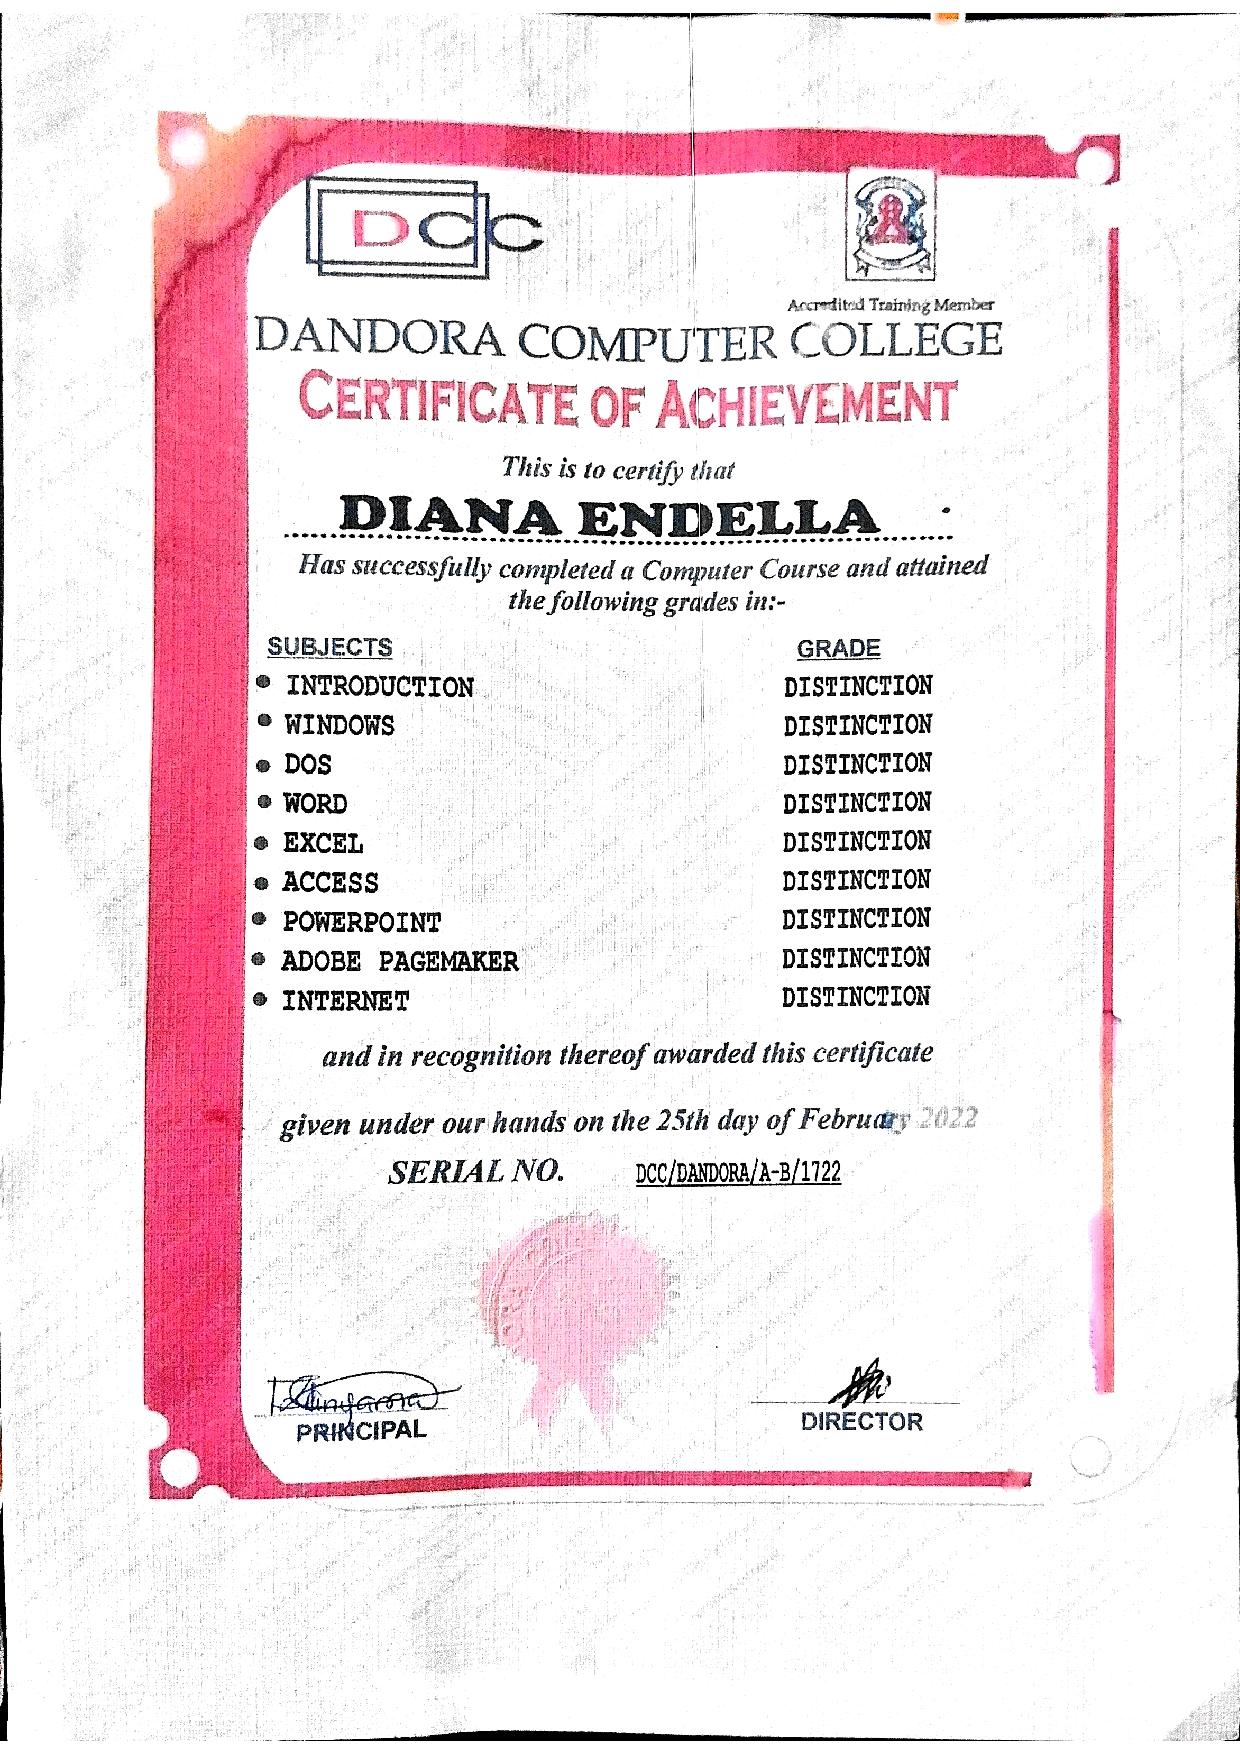 DCC
Accredited Training Member
DANDORA COMPUTER COLLEGE
CERTIFICATE OF ACHIEVEMENT
This is to certify that
DIANA ENDELLA
Has successfully completed a Computer Course and attained
the following grades in:-
SUBJECTS GRADE
• INTRODUCTION DISTINCTION
• WINDOWS DISTINCTION
• DOS DISTINCTION
• WORD DISTINCTION
• EXCEL DISTINCTION
• ACCESS DISTINCTION
• POWERPOINT DISTINCTION
• ADOBE PAGEMAKER DISTINCTION
• INTERNET DISTINCTION
and in recognition thereof awarded this certificate
given under our hands on the 25th day of February 2022
SERIAL NO. DCC/DANDORA/A-B/1722
PRINCIPAL
DIRECTOR